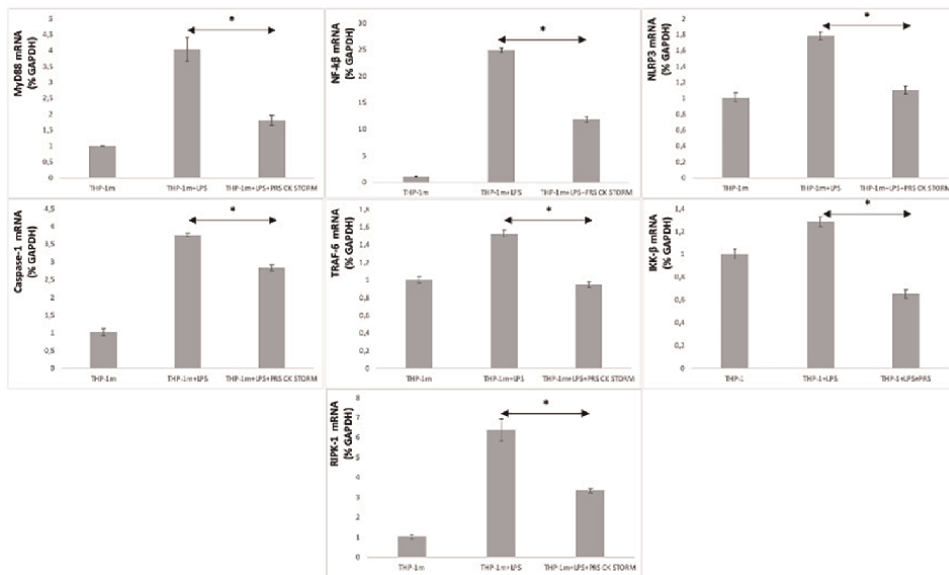 MyD88 mRNA
(% GAPDH)
5
4,5
4
3,5
3
2,5
2
1,5
1
0,5
0
*
THP-1m
THP-1m+LPS
THP-1m+LPS+PRS CK STORM
NF-kβ mRNA
(% GAPDH)
30
25
20
15
10
5
0
*
THP-1m
THP-1m+LPS
THP-1m+LPS+PRS CK STORM
NLRP3 mRNA
(% GAPDH)
2
1,8
1,6
1,4
1,2
1
0,8
0,6
0,4
0,2
0
*
THP-1m
THP-1m+LPS
THP-1m+LPS+PRS CK STORM
Caspase-1 mRNA
(% GAPDH)
4,5
4
3,5
3
2,5
2
1,5
1
0,5
0
*
THP-1m
THP-1m+LPS
THP-1m+LPS+PRS CK STORM
TRAF-6 mRNA
(% GAPDH)
1,8
1,6
1,4
1,2
1
0,8
0,6
0,4
0,2
0
*
THP-1m
THP-1m+LPS
THP-1m+LPS+PRS CK STORM
IKK-β mRNA
(% GAPDH)
1,4
1,2
1
0,8
0,6
0,4
0,2
0
*
THP-1
THP-1+LPS
THP-1+LPS+PRS
RIPK-1 mRNA
(% GAPDH)
8
7
6
5
4
3
2
1
0
*
THP-1m
THP-1m+LPS
THP-1m+LPS+PRS CK STORM